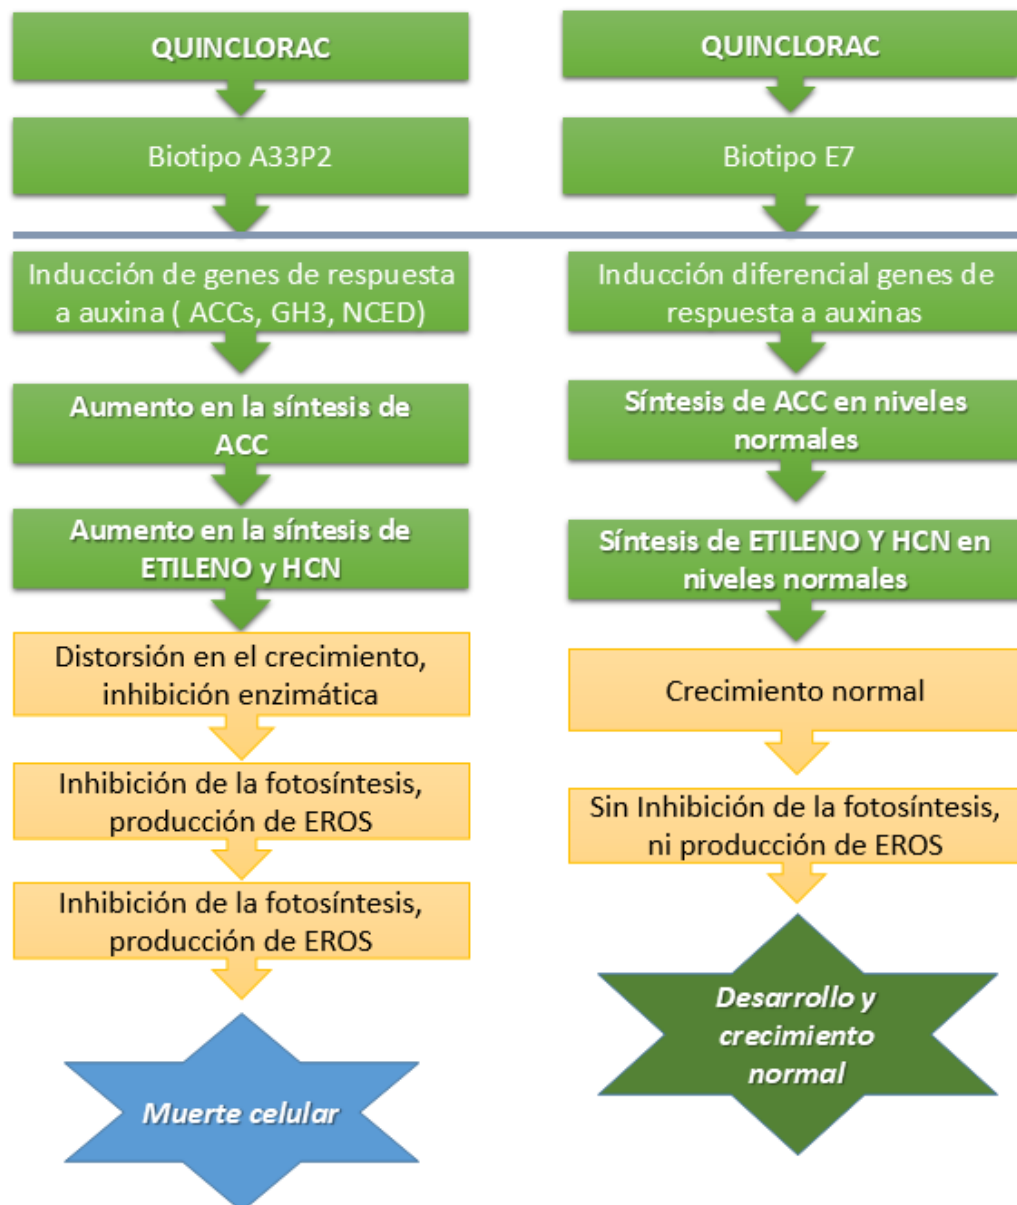 QUINCLORAC
Biotipo A33P2
Inducción de genes de respuesta
a auxina ( ACCs, GH3, NCED)
Aumento en la síntesis de
ACC
Aumento en la síntesis de
ETILENO y HCN
Distorsión en el crecimiento,
inhibición enzimática
Inhibición de la fotosíntesis,
producción de EROS
Inhibición de la fotosíntesis,
producción de EROS
Muerte celular
QUINCLORAC
Biotipo E7
Inducción diferencial genes de
respuesta a auxinas
Síntesis de ACC en niveles
normales
Síntesis de ETILENO Y HCN en
niveles normales
Crecimiento normal
Sin Inhibición de la fotosíntesis,
ni producción de EROS
Desarrollo y
crecimiento
normal